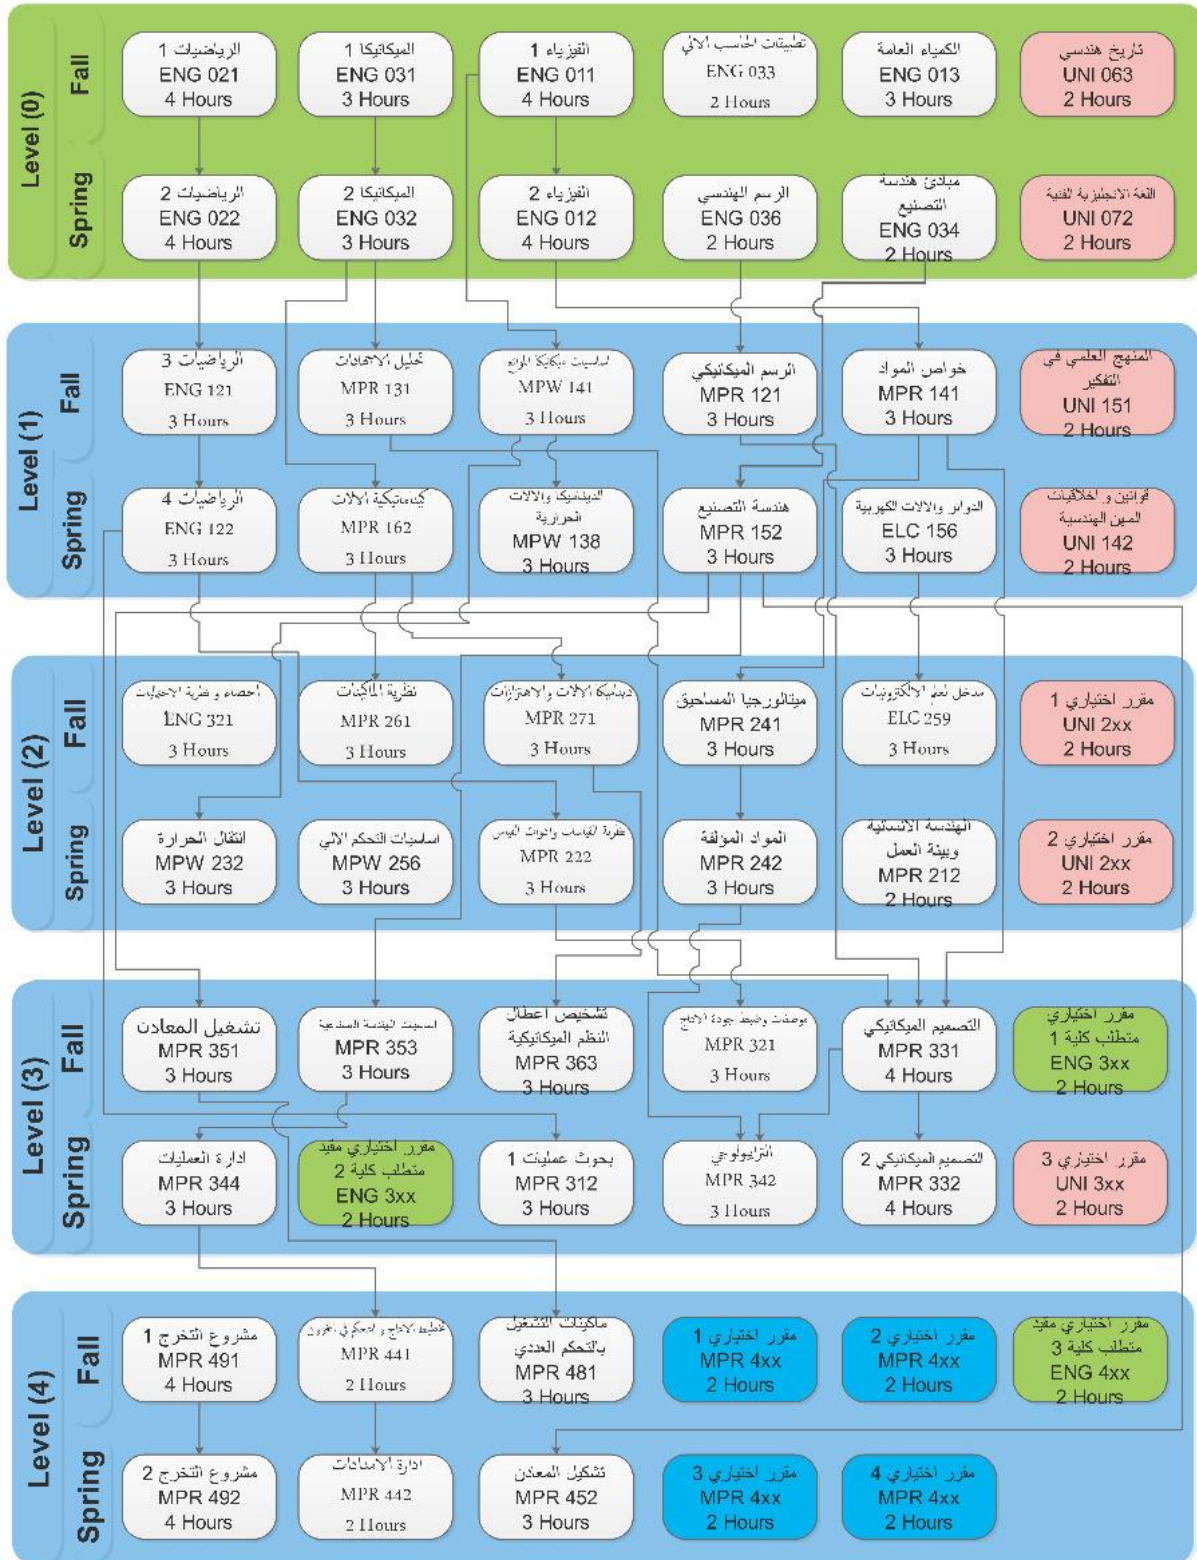 Level (0)
Fall
الرياضيات 1
ENG 021
4 Hours
الميكانيكا 1
ENG 031
3 Hours
الفيزياء 1
ENG 011
4 Hours
تطبيقات الحاسب الالي
ENG 033
2 Hours
الكمياء العامة
ENG 013
3 Hours
تاريخ هندسي
UNI 063
2 Hours
Spring
الرياضيات 2
ENG 022
4 Hours
الميكانيكا 2
ENG 032
3 Hours
الفيزياء 2
ENG 012
4 Hours
الرسم الهندسي
ENG 036
2 Hours
مبادئ هندسة
التصنيع
ENG 034
2 Hours
اللغة الانجليزية الفنية
UNI 072
2 Hours
Level (1)
Fall
الرياضيات 3
ENG 121
3 Hours
تحليل الاجهادات
MPR 131
3 Hours
اساسيات ميكانيكا الموائع
MPW 141
3 Hours
الرسم الميكانيكي
MPR 121
3 Hours
خواص المواد
MPR 141
3 Hours
المنهج العلمي في
التفكير
UNI 151
2 Hours
Spring
الرياضيات 4
ENG 122
3 Hours
كينماتيكية الالات
MPR 162
3 Hours
الديناميكا والالات
الحرارية
MPW 138
3 Hours
هندسة التصنيع
MPR 152
3 Hours
الدوائر والالات الكهربية
ELC 156
3 Hours
قوانين و اخلاقيات
المهن الهندسية
UNI 142
2 Hours
Level (2)
Fall
احصاء و نظرية الاحتمالات
ENG 321
3 Hours
نظرية الماكينات
MPR 261
3 Hours
ديناميكا الالات والاهتزازات
MPR 271
3 Hours
ميتالورجيا المساحيق
MPR 241
3 Hours
مدخل لعلم الالكترونيات
ELC 259
3 Hours
مقرر اختياري 1
UNI 2xx
2 Hours
Spring
انتقال الحرارة
MPW 232
3 Hours
اساسيات التحكم الالي
MPW 256
3 Hours
نظرية القياسات وادوات القياس
MPR 222
3 Hours
المواد المؤلفة
MPR 242
3 Hours
الهندسة الانسانية
وبيئة العمل
MPR 212
2 Hours
مقرر اختياري 2
UNI 2xx
2 Hours
Level (3)
Fall
تشغيل المعادن
MPR 351
3 Hours
اساسيات الهندسة الصناعية
MPR 353
3 Hours
تشخيص اعطال
النظم الميكانيكية
MPR 363
3 Hours
وضبط جودة الانتاج
MPR 321
3 Hours
التصميم الميكانيكي
MPR 331
4 Hours
مقرر اختياري
متطلب كلية 1
ENG 3xx
2 Hours
Spring
ادارة العمليات
MPR 344
3 Hours
مقرر اختياري مقيد
متطلب كلية 2
ENG 3xx
2 Hours
بحوث عمليات 1
MPR 312
3 Hours
الترايبولوجي
MPR 342
3 Hours
التصميم الميكانيكي 2
MPR 332
4 Hours
مقرر اختياري 3
UNI 3xx
2 Hours
Level (4)
Fall
مشروع التخرج 1
MPR 491
4 Hours
تخطيط الانتاج و التحكم في المخزون
MPR 441
2 Hours
ماكينات التشغيل
بالتحكم العددي
MPR 481
3 Hours
مقرر اختياري 1
MPR 4xx
2 Hours
مقرر اختياري 2
MPR 4xx
2 Hours
مقرر اختياري مقيد
متطلب كلية 3
ENG 4xx
2 Hours
Spring
مشروع التخرج 2
MPR 492
4 Hours
ادارة الامدادات
MPR 442
2 Hours
تشكيل المعادن
MPR 452
3 Hours
مقرر اختياري 3
MPR 4xx
2 Hours
مقرر اختياري 4
MPR 4xx
2 Hours